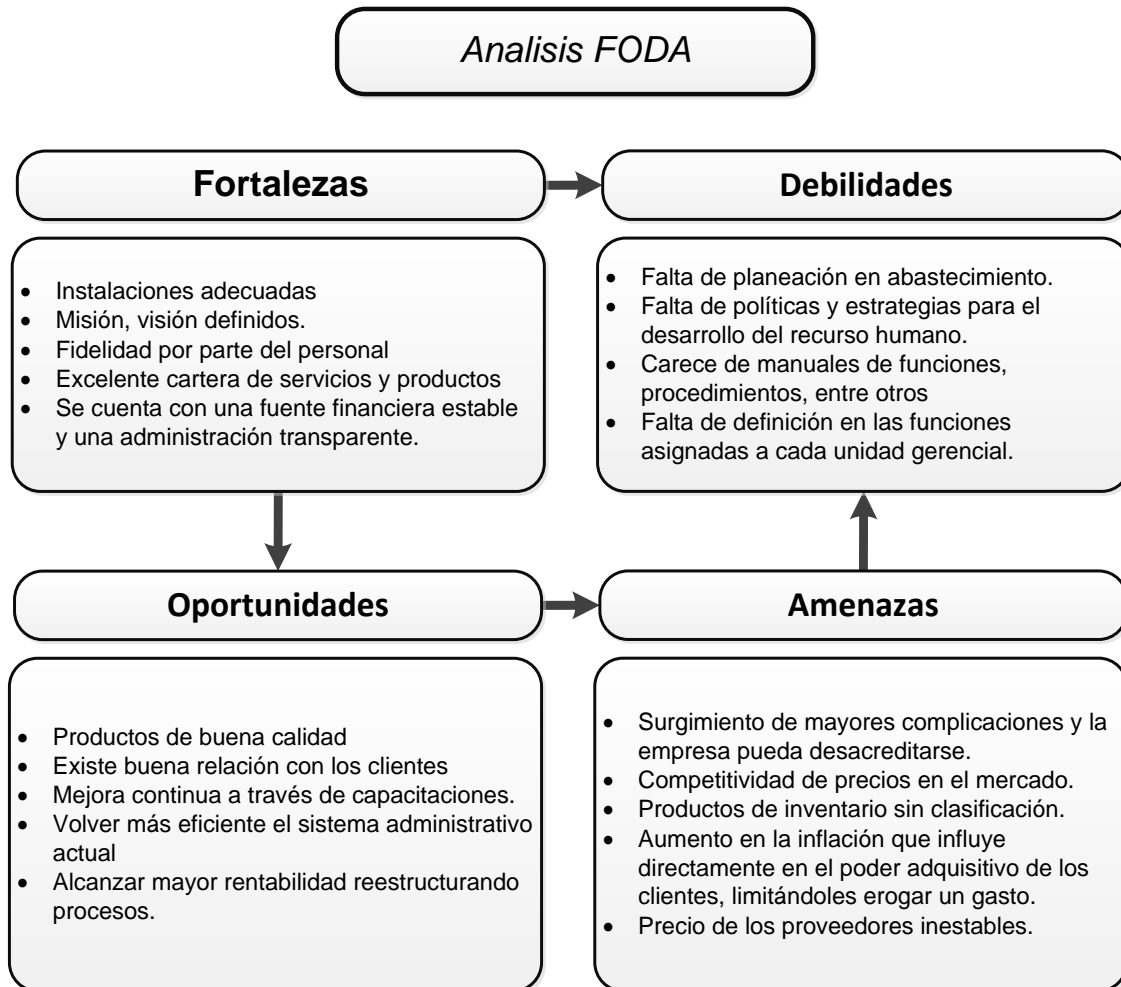 Analisis FODA
Fortalezas
• Instalaciones adecuadas
• Misión, visión definidos.
• Fidelidad por parte del personal
• Excelente cartera de servicios y productos
• Se cuenta con una fuente financiera estable
y una administración transparente.
Debilidades
• Falta de planeación en abastecimiento.
• Falta de políticas y estrategias para el
desarrollo del recurso humano.
• Carece de manuales de funciones,
procedimientos, entre otros
• Falta de definición en las funciones
asignadas a cada unidad gerencial.
Oportunidades
• Productos de buena calidad
• Existe buena relación con los clientes
• Mejora continua a través de capacitaciones.
• Volver más eficiente el sistema administrativo
actual
• Alcanzar mayor rentabilidad reestructurando
procesos.
Amenazas
• Surgimiento de mayores complicaciones y la
empresa pueda desacreditarse.
• Competitividad de precios en el mercado.
• Productos de inventario sin clasificación.
• Aumento en la inflación que influye
directamente en el poder adquisitivo de los
clientes, limitándoles erogar un gasto.
• Precio de los proveedores inestables.